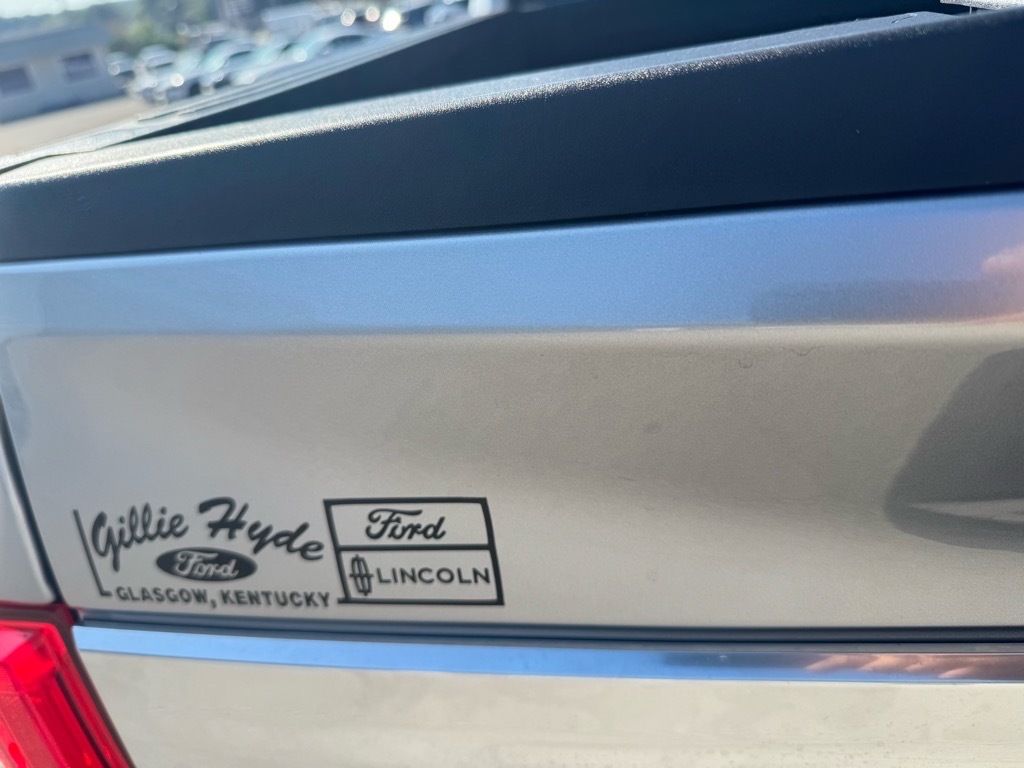 Gillie Hyde
Ford
GLASGOW, KENTUCKY
Ford
LINCOLN